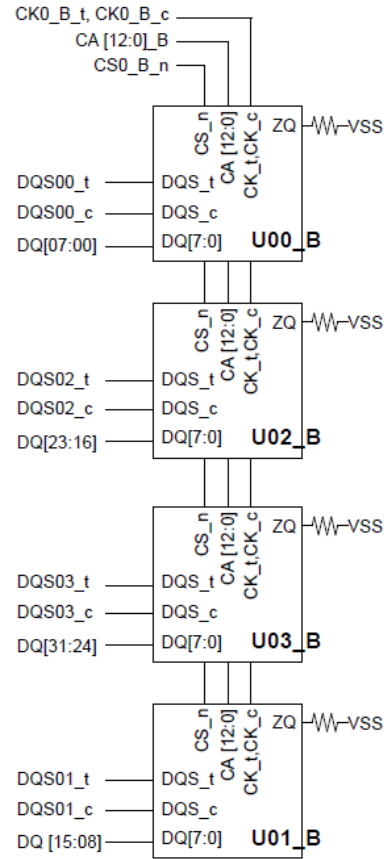 CK0_B_t, CK0_B_c
CA [12:0]_B
CS0_B_n
CS_n
CA [12:0]
CK_t,CK_c
ZQ
VSS
DQS00_t
DQS_t
DQS00_c
DQS_c
DQ[07:00]
DQ[7:0]
U00_B
CS_n
CA [12:0]
CK_t,CK_c
ZQ
VSS
DQS02_t
DQS_t
DQS02_c
DQS_c
DQ[23:16]
DQ[7:0]
U02_B
CS_n
CA [12:0]
CK_t,CK_c
ZQ
VSS
DQS03_t
DQS_t
DQS03_c
DQS_c
DQ[31:24]
DQ[7:0]
U03_B
CS_n
CA [12:0]
CK_t,CK_c
ZQ
VSS
DQS01_t
DQS_t
DQS01_c
DQS_c
DQ [15:08]
DQ[7:0]
U01_B